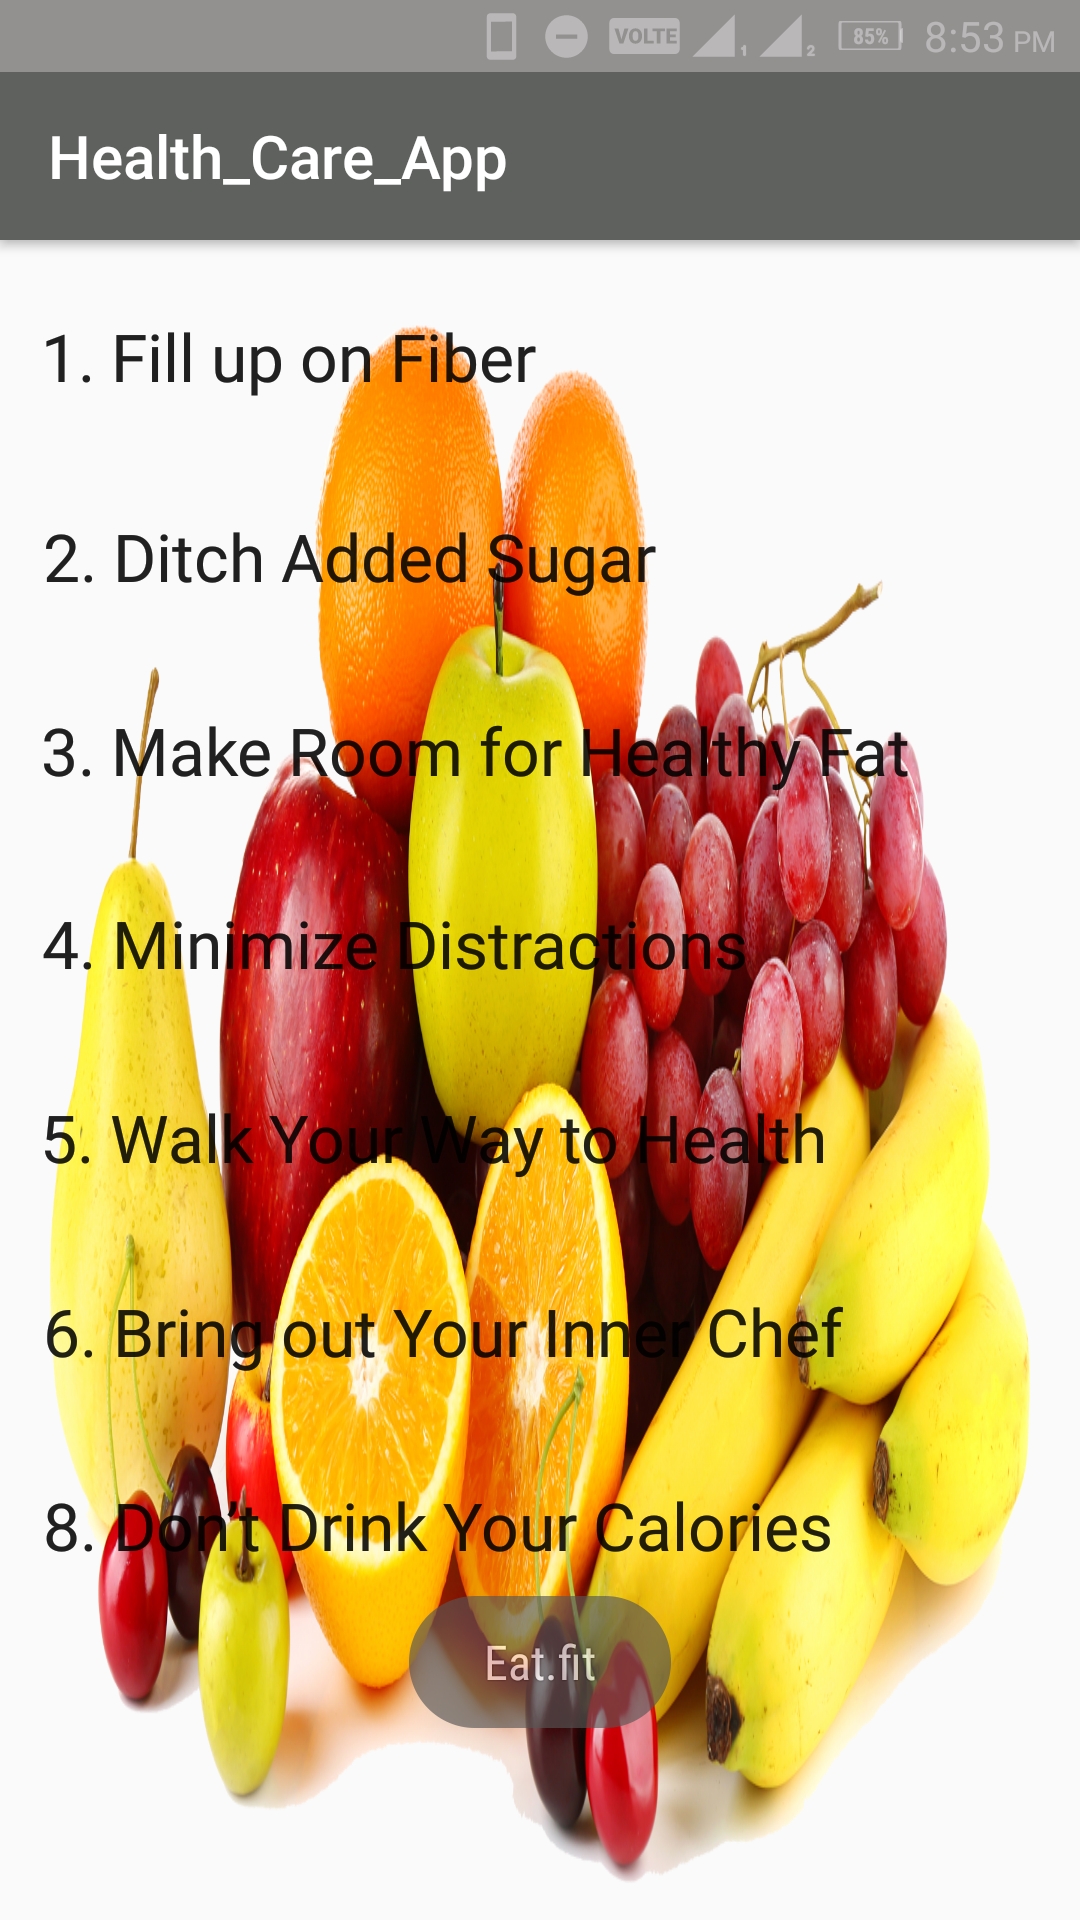 VOLTE 1 2 85% 8:53 PM
Health_Care_App
1. Fill up on Fiber
2. Ditch Added Sugar
3. Make Room for Healthy Fat
4. Minimize Distractions
5. Walk Your Way to Health
6. Bring out Your Inner Chef
8. Don’t Drink Your Calories
Eat.fit